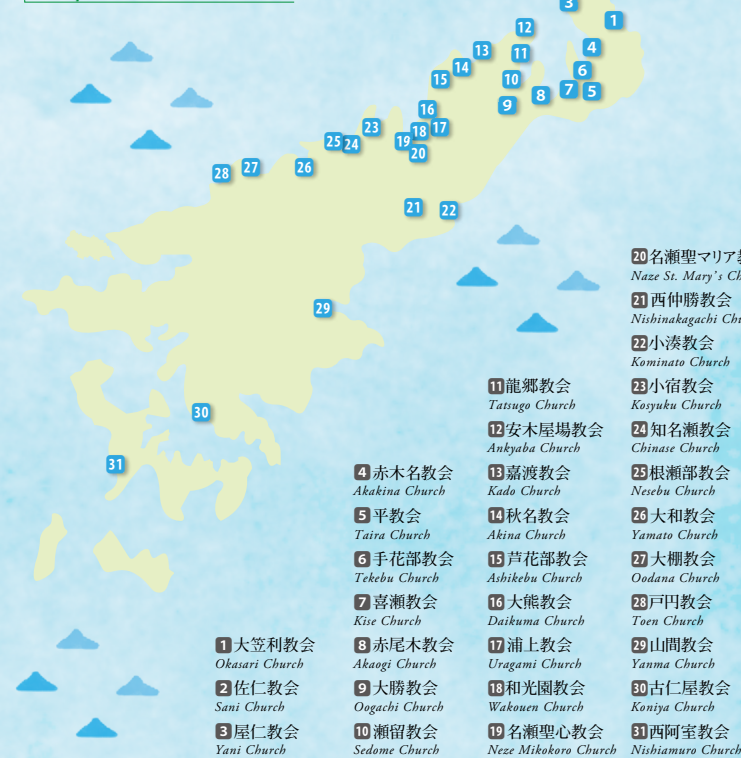 3
1
12
4
11
13
14
6
15
10
7
5
8
9
16
23
18
17
25
24
19
20
26
27
28
21
22
29
30
31
1大笠利教会
Okasari Church
2佐仁教会
Sani Church
3屋仁教会
Yani Church
4赤木名教会
Akakina Church
5平教会
Taira Church
6手花部教会
Tekebu Church
7喜瀬教会
Kise Church
8赤尾木教会
Akaogi Church
9大勝教会
Oogachi Church
10瀬留教会
Sedome Church
11龍郷教会
Tatsugo Church
12安木屋場教会
Ankyaba Church
13嘉渡教会
Kado Church
14秋名教会
Akina Church
15芦花部教会
Ashikebu Church
16大熊教会
Daikuma Church
17浦上教会
Uragami Church
18和光園教会
Wakouen Church
19名瀬聖心教会
Neze Mikokoro Church
20名瀬聖マリア教
Naze St. Mary's Ch
21西仲勝教会
Nishinakagachi Chu
22小湊教会
Kominato Church
23小宿教会
Kosyuku Church
24知名瀬教会
Chinase Church
25根瀬部教会
Nesebu Church
26大和教会
Yamato Church
27大棚教会
Oodana Church
28戸円教会
Toen Church
29山間教会
Yanma Church
30古仁屋教会
Koniya Church
31西阿室教会
Nishiamuro Church